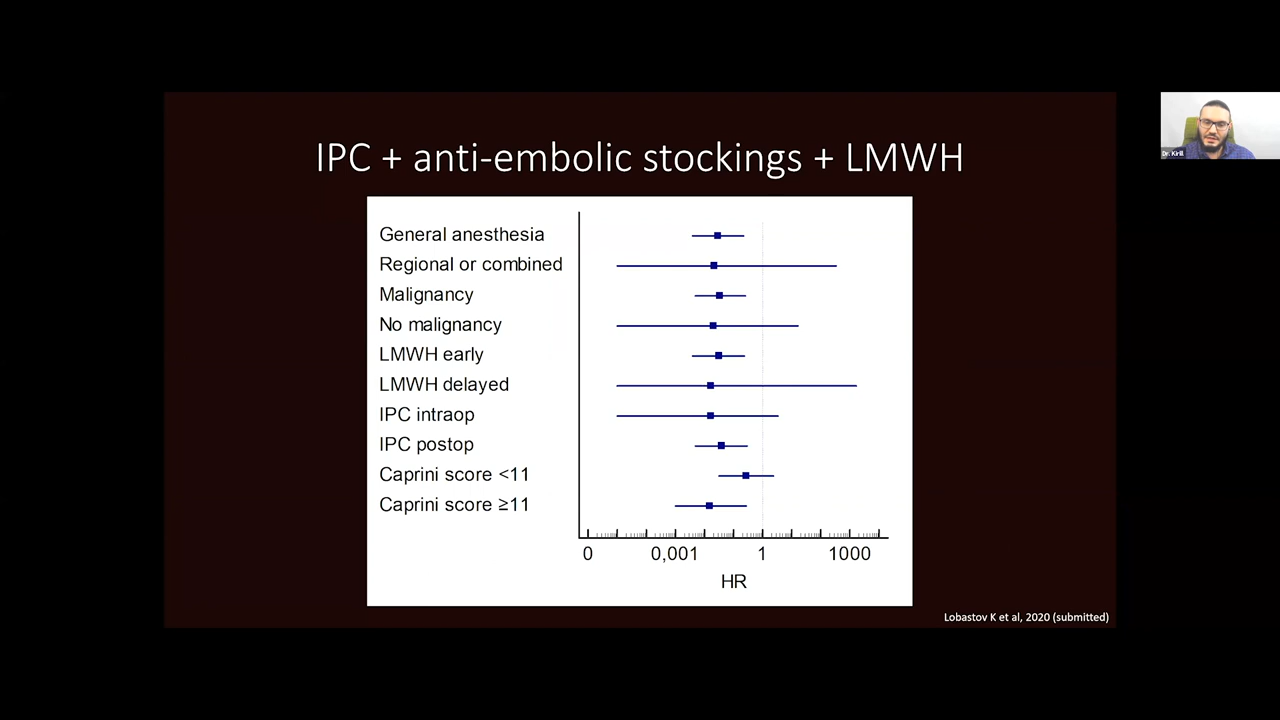 IPC + anti-embolic stockings + LMWH
General anesthesia
Regional or combined
Malignancy
No malignancy
LMWH early
LMWH delayed
IPC intraop
IPC postop
Caprini score <11
Caprini score ≥11
0 0,001 1 1000
HR
Lobastov K et al, 2020 (submitted)
Dr. Kirill